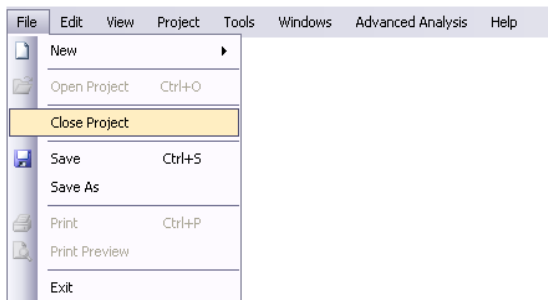 File Edit View Project Tools Windows Advanced Analysis Help
New
Open Project Ctrl+O
Close Project
Save Ctrl+S
Save As
Print Ctrl+P
Print Preview
Exit